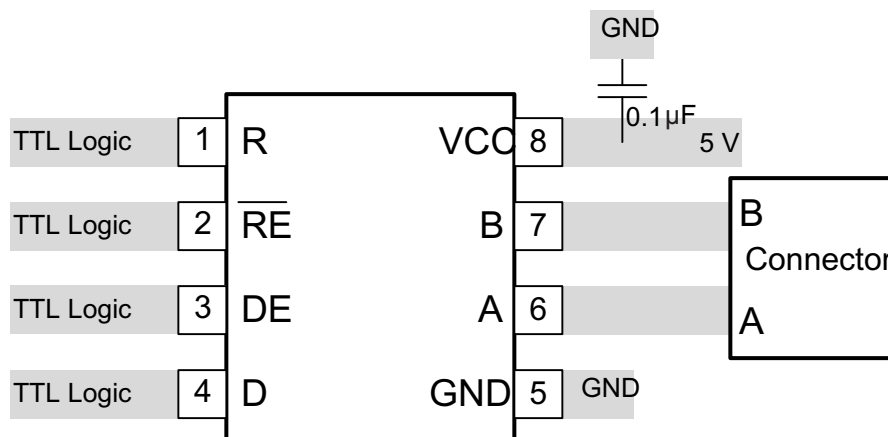 GND
0.1µF
TTL Logic 1 R VCC 8 5 V
TTL Logic 2 RE B 7 B
Connector
TTL Logic 3 DE A 6 A
TTL Logic 4 D GND 5 GND